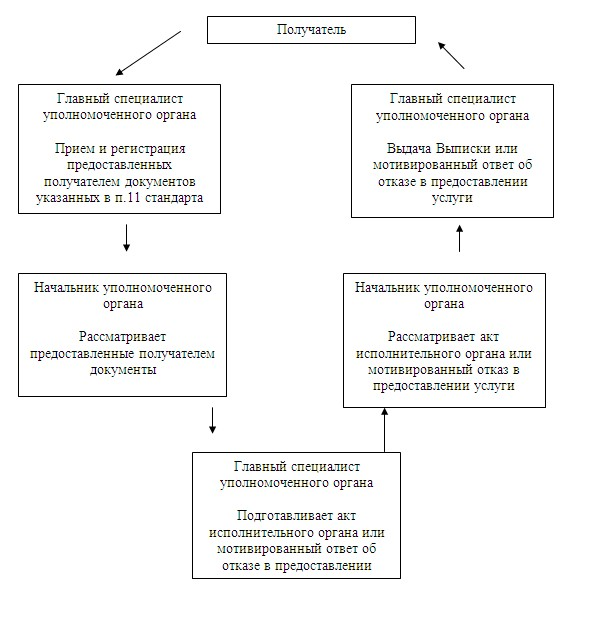 Получатель
Главный специалист
уполномоченного органа
Прием и регистрация
предоставленных
получателем документов
указанных в п.11 стандарта
Начальник уполномоченного
органа
Рассматривает
предоставленные получателем
документы
Главный специалист
уполномоченного органа
Подготавливает акт
исполнительного органа или
мотивированный ответ об
отказе в предоставлении
Начальник уполномоченного
органа
Рассматривает акт
исполнительного органа или
мотивированный отказ в
предоставлении услуги
Главный специалист
уполномоченного органа
Выдача Выписки или
мотивированный ответ об
отказе в предоставлении
услуги